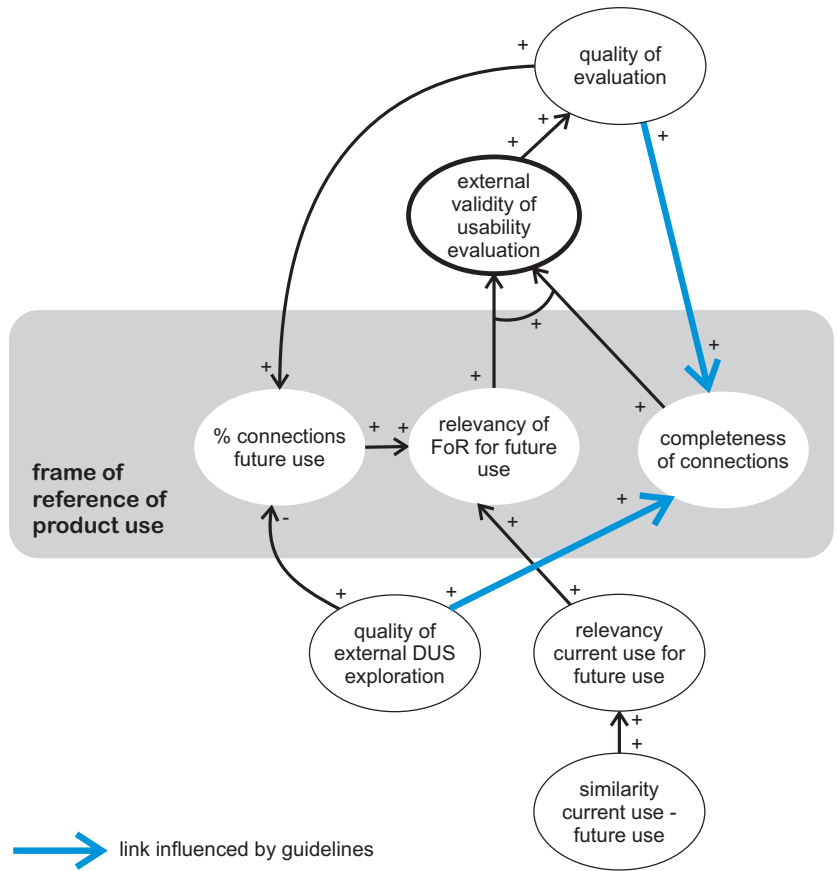 quality of
evaluation
+
+
+
+
+
external
validity of
usability
evaluation
+
+
+
+
+
+
+
% connections
future use
relevancy of
FoR for future
use
completeness
of connections
frame of
reference of
product use
-
+
+
+
+
+
quality of
external DUS
exploration
relevancy
current use for
future use
+
+
similarity
current use -
future use
link influenced by guidelines